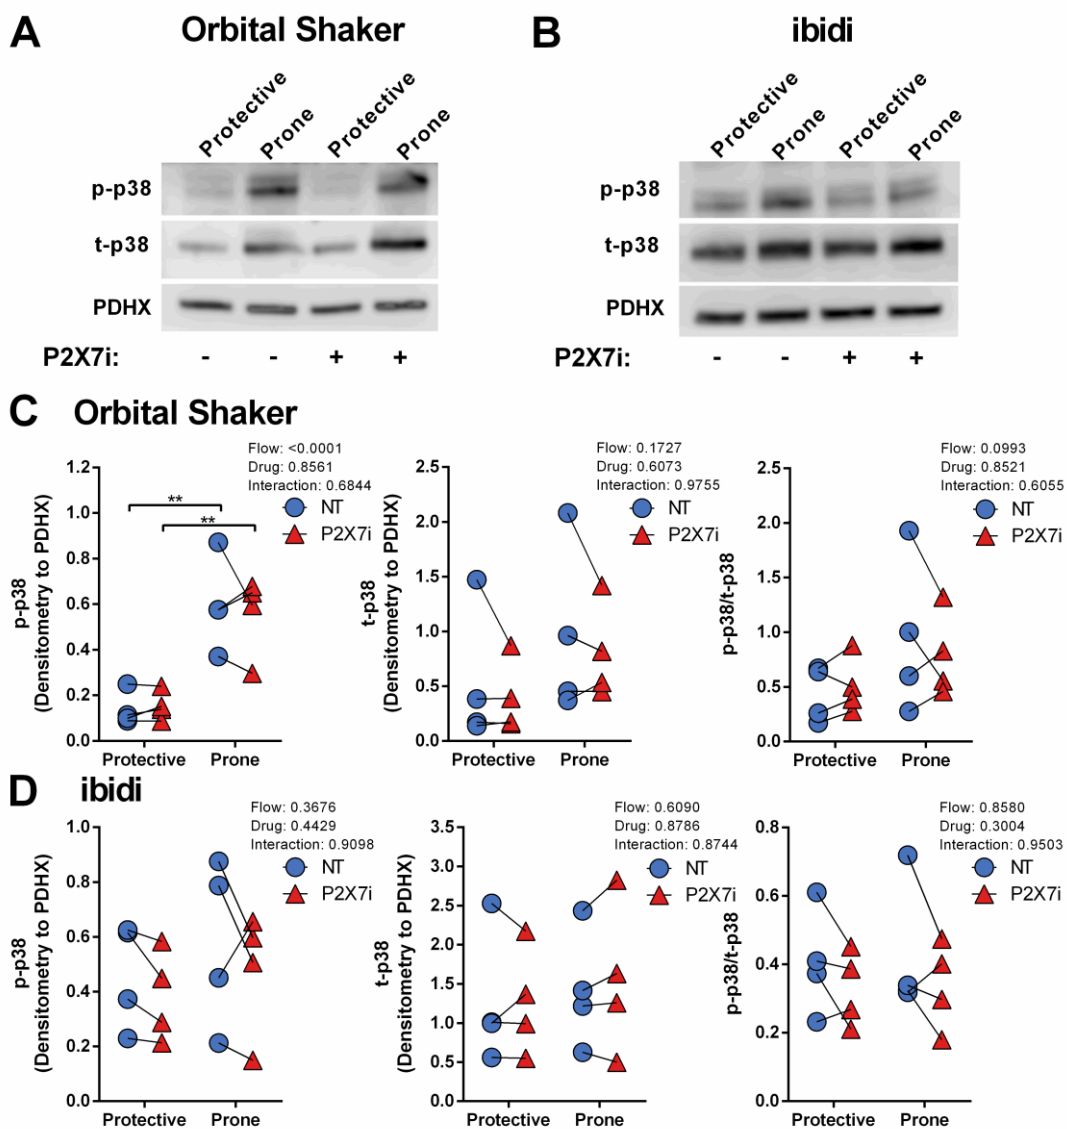 A Orbital Shaker
B ibidi
Protective Prone Protective Prone
Protective Prone Protective Prone
p-p38
t-p38
PDHX
P2X7i: - - + +
p-p38
t-p38
PDHX
P2X7i: - - + +
C Orbital Shaker
Flow: <0.0001
Drug: 0.8561
Interaction: 0.6844
NT
P2X7i
** 
**
p-p38
(Densitometry to PDHX)
1.2
1.0
0.8
0.6
0.4
0.2
0.0
Protective Prone
Flow: 0.1727
Drug: 0.6073
Interaction: 0.9755
NT
P2X7i
t-p38
(Densitometry to PDHX)
2.5
2.0
1.5
1.0
0.5
0.0
Protective Prone
Flow: 0.0993
Drug: 0.8521
Interaction: 0.6055
NT
P2X7i
p-p38/t-p38
2.5
2.0
1.5
1.0
0.5
0.0
Protective Prone
D ibidi
Flow: 0.3676
Drug: 0.4429
Interaction: 0.9098
NT
P2X7i
p-p38
(Densitometry to PDHX)
1.0
0.8
0.6
0.4
0.2
0.0
Protective Prone
Flow: 0.6090
Drug: 0.8786
Interaction: 0.8744
NT
P2X7i
t-p38
(Densitometry to PDHX)
3.5
3.0
2.5
2.0
1.5
1.0
0.5
0.0
Protective Prone
Flow: 0.8580
Drug: 0.3004
Interaction: 0.9503
NT
P2X7i
p-p38/t-p38
0.8
0.6
0.4
0.2
0.0
Protective Prone